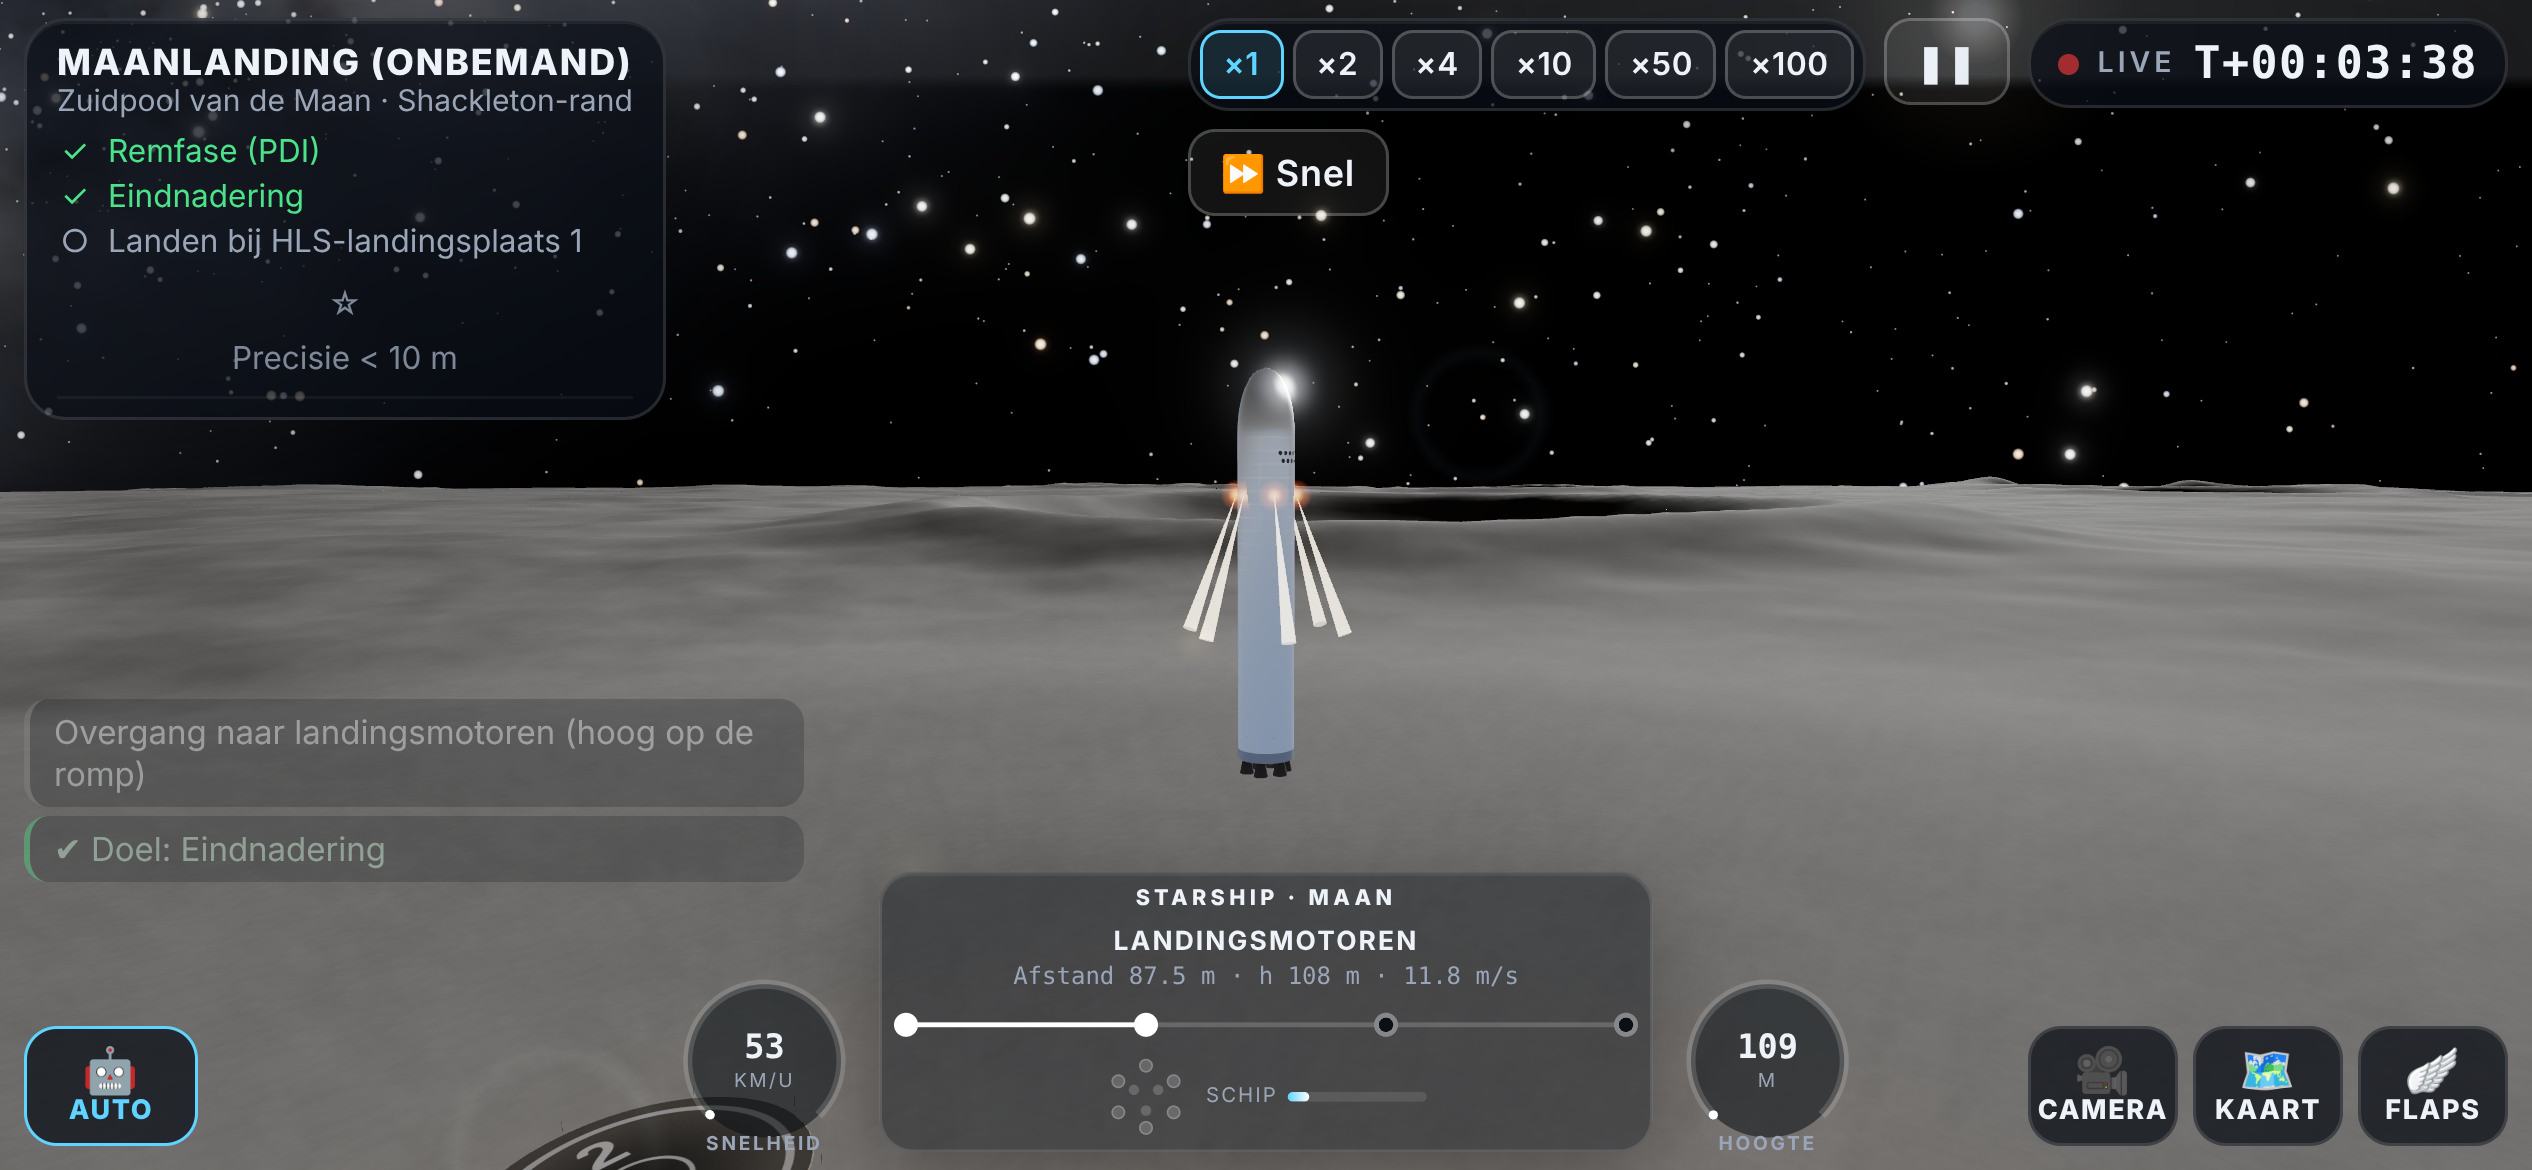 MAANLANDING (ONBEMAND)
Zuidpool van de Maan · Shackleton-rand
✓ Remfase (PDI)
✓ Eindnadering
○ Landen bij HLS-landingsplaats 1
☆
Precisie < 10 m
×1 ×2 ×4 ×10 ×50 ×100
LIVE T+00:03:38
⏩ Snel
Overgang naar landingsmotoren (hoog op de
romp)
✔ Doel: Eindnadering
STARSHIP · MAAN
LANDINGSMOTOREN
Afstand 87.5 m · h 108 m · 11.8 m/s
SCHIP
53
KM/U
SNELHEID
109
M
HOOGTE
AUTO
CAMERA
KAART
FLAPS
2